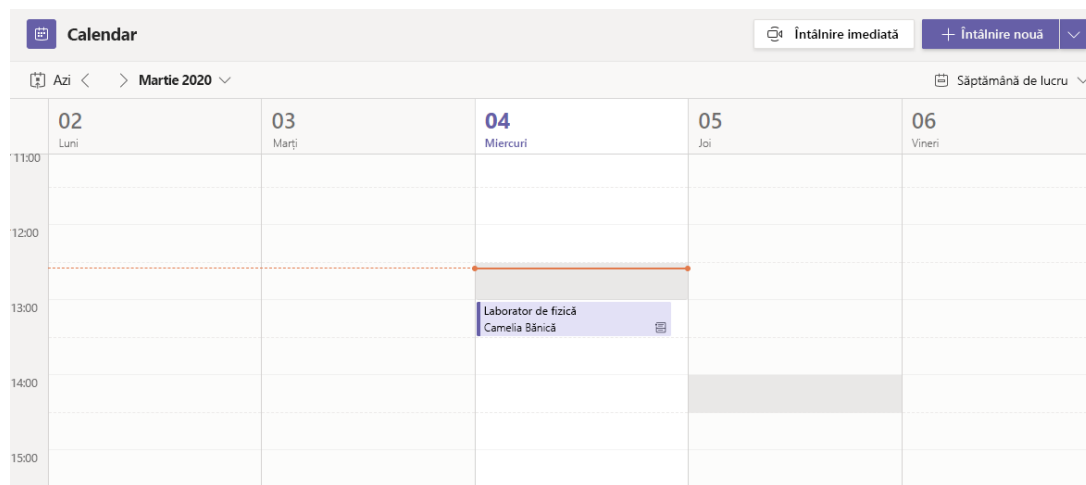 Calendar
Întâlnire imediată
Întâlnire nouă
Azi
Martie 2020
Săptămână de lucru
02
Luni
03
Marți
04
Miercuri
05
Joi
06
Vineri
11:00
12:00
13:00
Laborator de fizică
Camelia Bănică
14:00
15:00